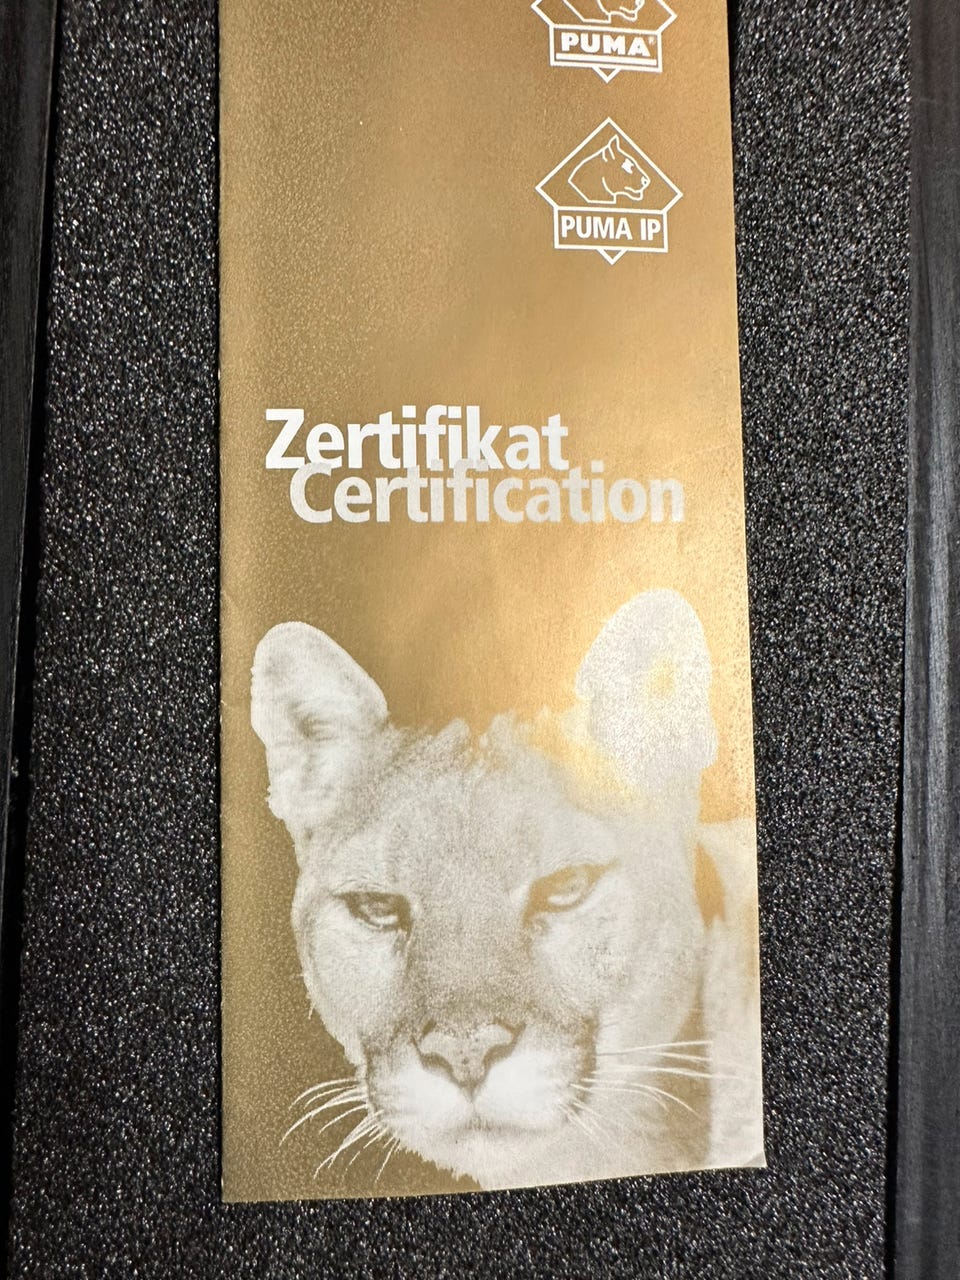 PUMA®
PUMA IP
Zertifikat
Certification